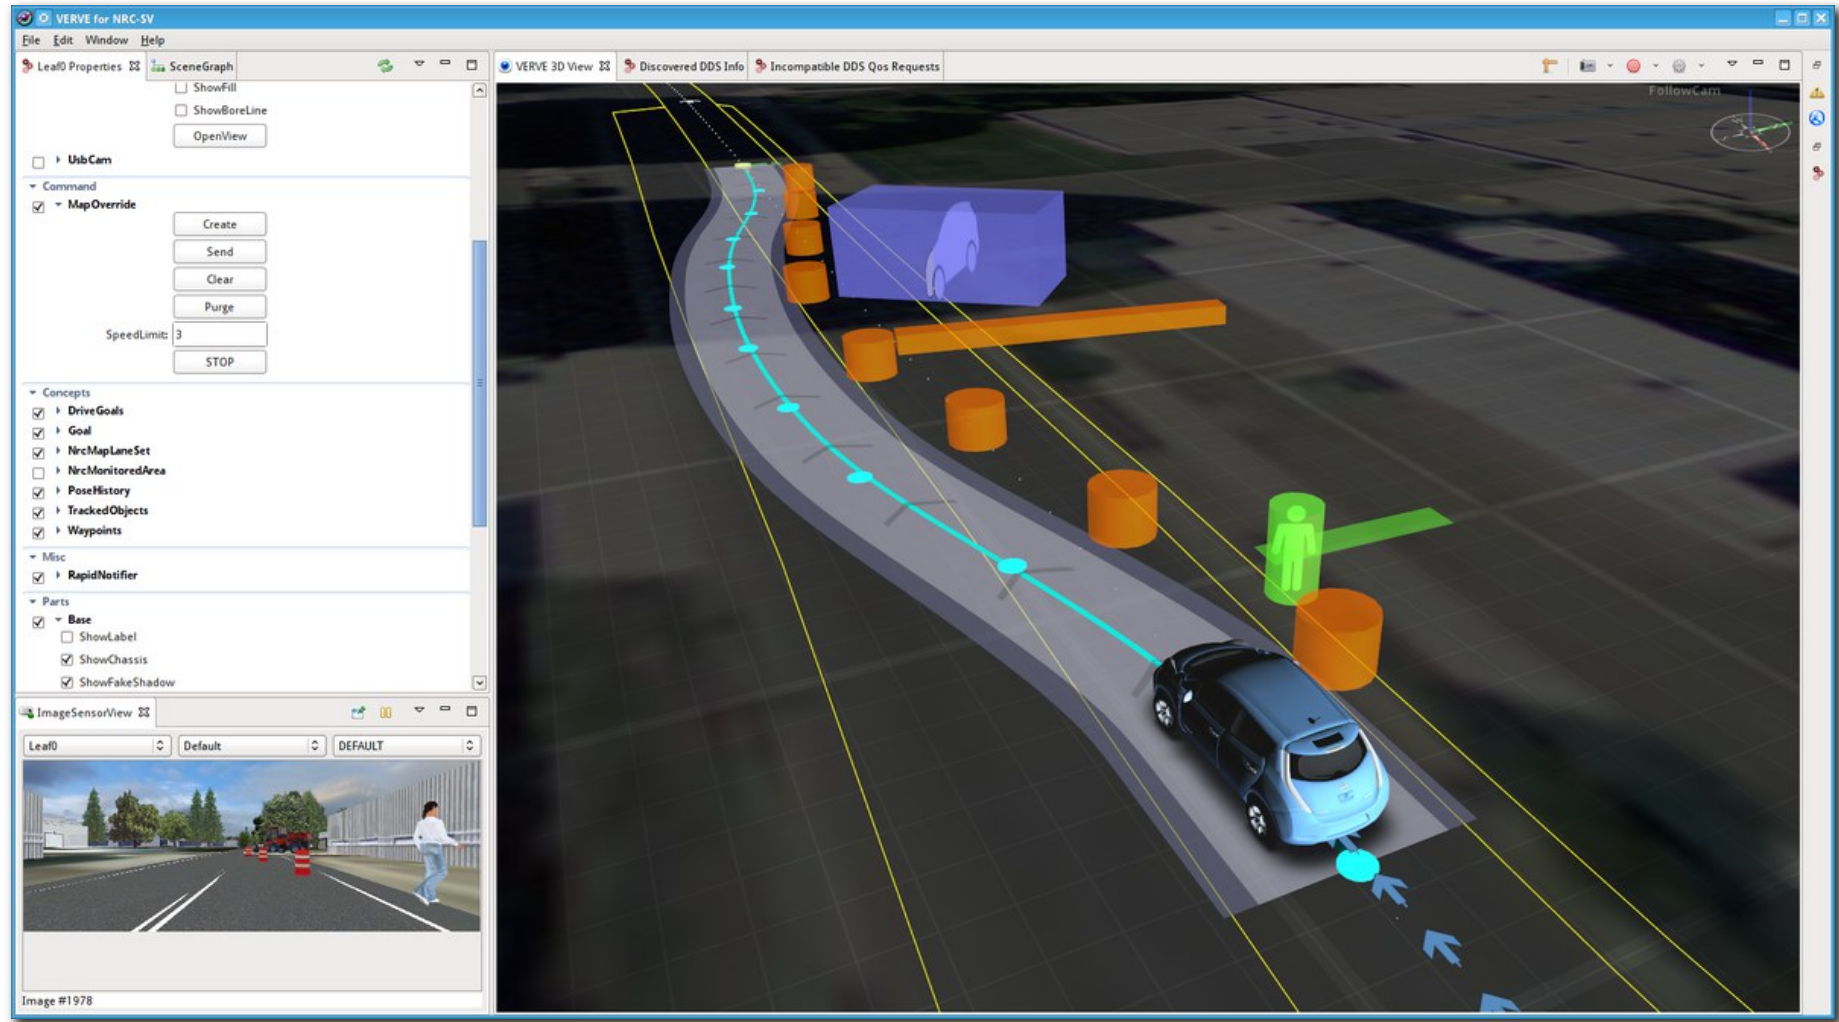 VERVE for NRC-SV
File Edit Window Help
Leaf0 Properties SceneGraph
ShowFill
ShowBoreLine
OpenView
UsbCam
Command
MapOverride
Create
Send
Clear
Purge
SpeedLimit: 3
STOP
Concepts
DriveGoals
Goal
NrcMapLaneSet
NrcMonitoredArea
PoseHistory
TrackedObjects
Waypoints
Misc
RapidNotifier
Parts
Base
ShowLabel
ShowChassis
ShowFakeShadow
ImageSensorView
Leaf0 Default DEFAULT
Image #1978
VERVE 3D View Discovered DDS Info Incompatible DDS Qos Requests
FollowCam